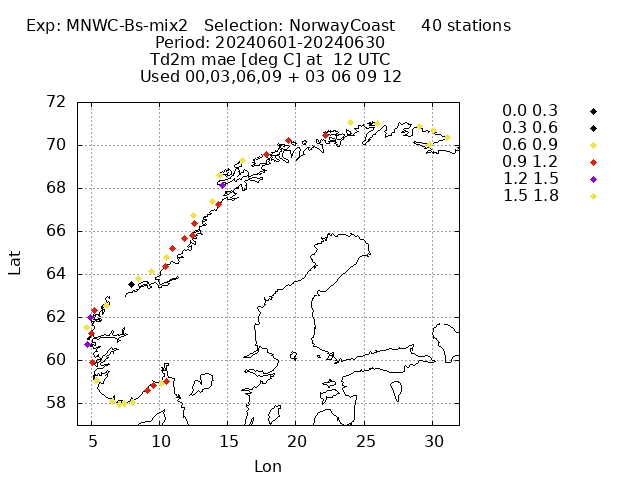 Exp: MNWC-Bs-mix2 Selection: NorwayCoast 40 stations
Period: 20240601-20240630
Td2m mae [deg C] at 12 UTC
Used 00,03,06,09 + 03 06 09 12
0.0 0.3
0.3 0.6
0.6 0.9
0.9 1.2
1.2 1.5
1.5 1.8
72
70
68
66
64
62
60
58
Lat
5 10 15 20 25 30
Lon